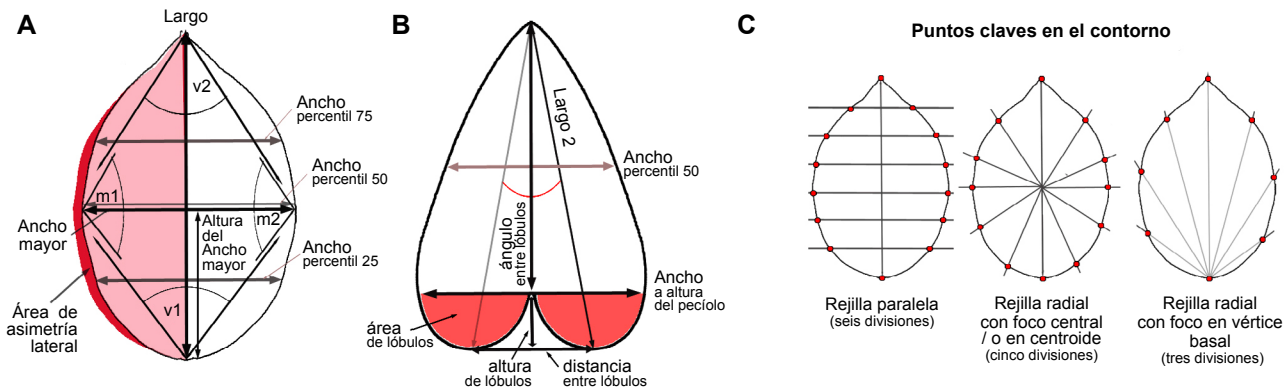 A
Largo
v2
Ancho
percentil 75
Ancho
percentil 50
m1
m2
Ancho
mayor
Altura
del
Ancho
mayor
Ancho
percentil 25
Área de
asimetría
lateral
v1
B
Largo 2
Ancho
percentil 50
ángulo
entre lóbulos
Ancho
a altura
del pecíolo
área
de lóbulos
altura
de lóbulos
distancia
entre lóbulos
C
Puntos claves en el contorno
Rejilla paralela
(seis divisiones)
Rejilla radial
con foco central
/ o en centroide
(cinco divisiones)
Rejilla radial
con foco en vértice
basal
(tres divisiones)